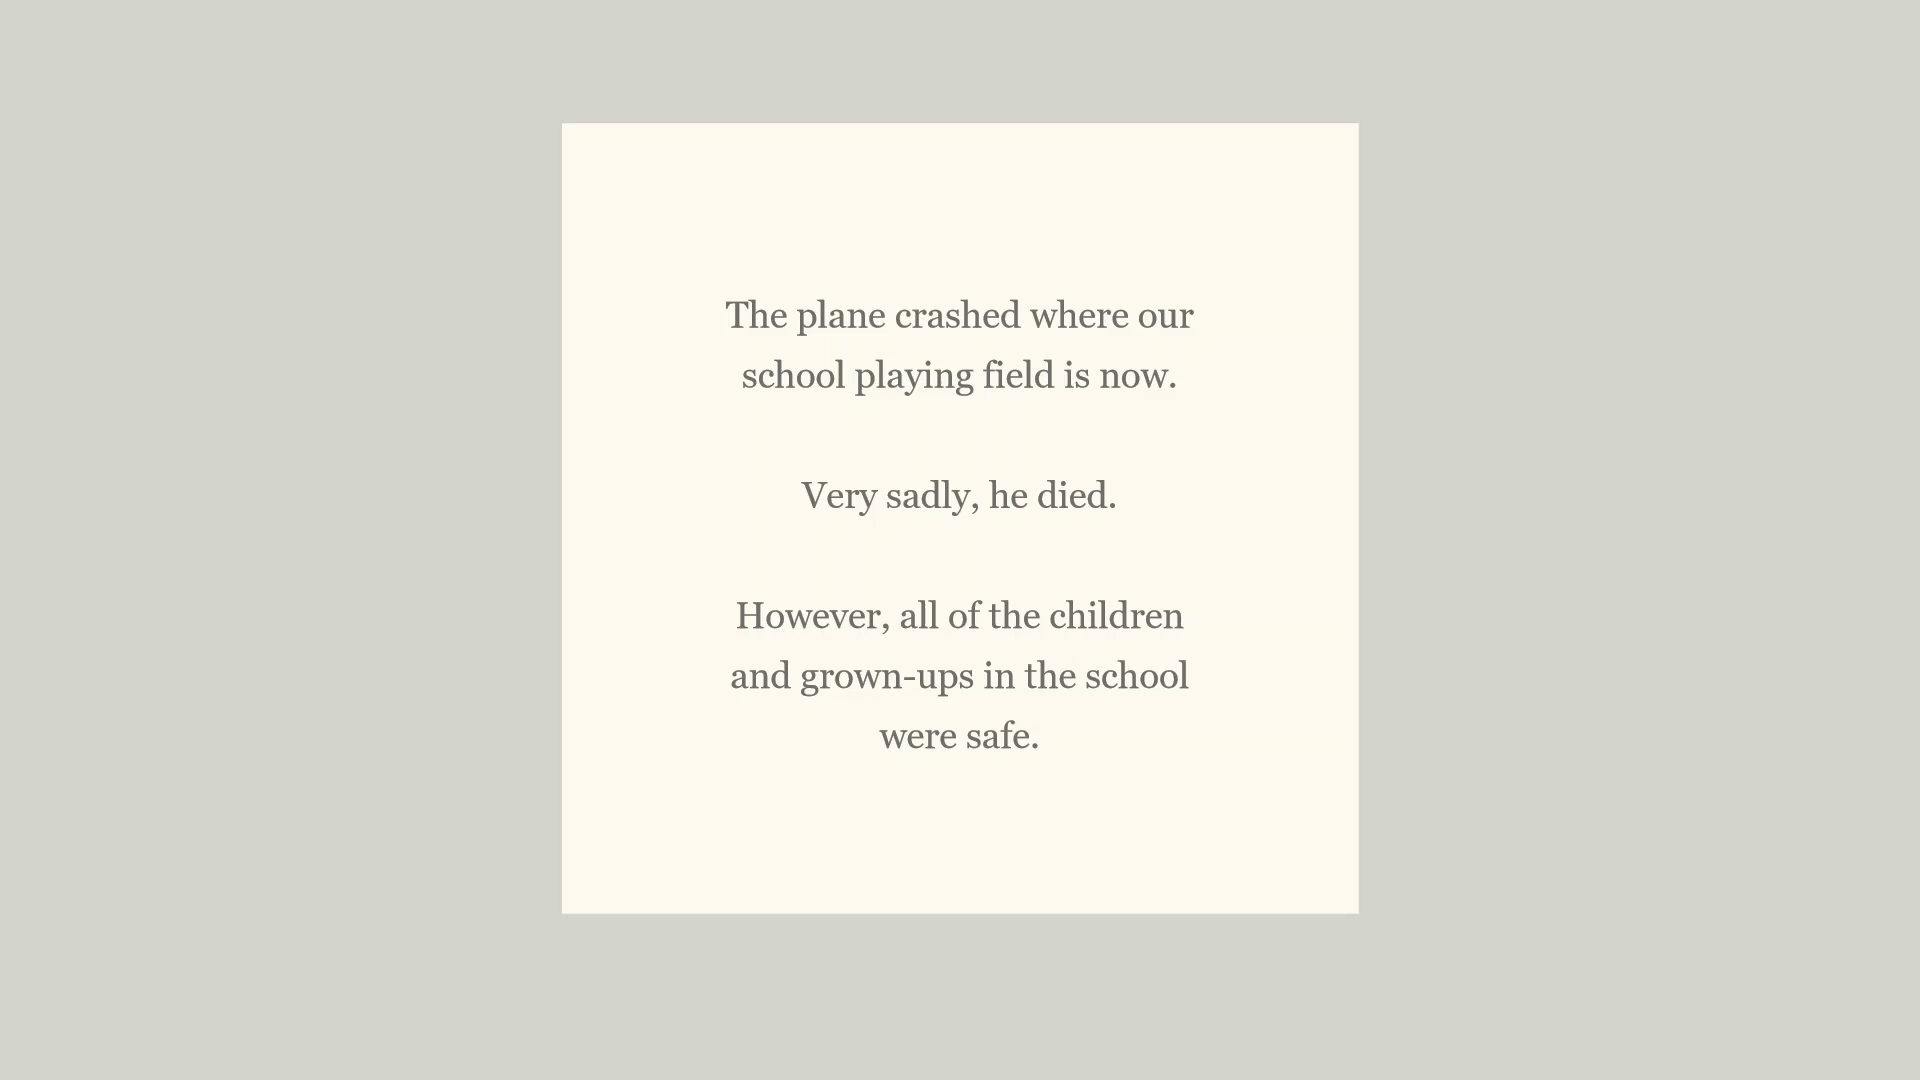 The plane crashed where our
school playing field is now.
Very sadly, he died.
However, all of the children
and grown-ups in the school
were safe.